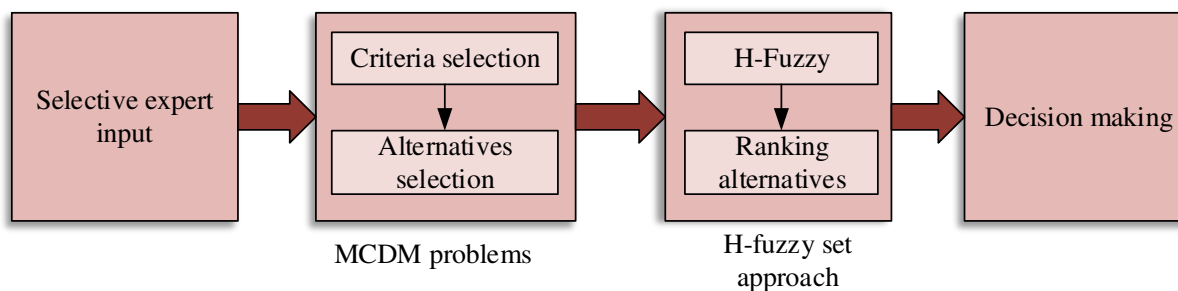 Selective expert
input
Criteria selection
Alternatives
selection
MCDM problems
H-Fuzzy
Ranking
alternatives
H-fuzzy set
approach
Decision making